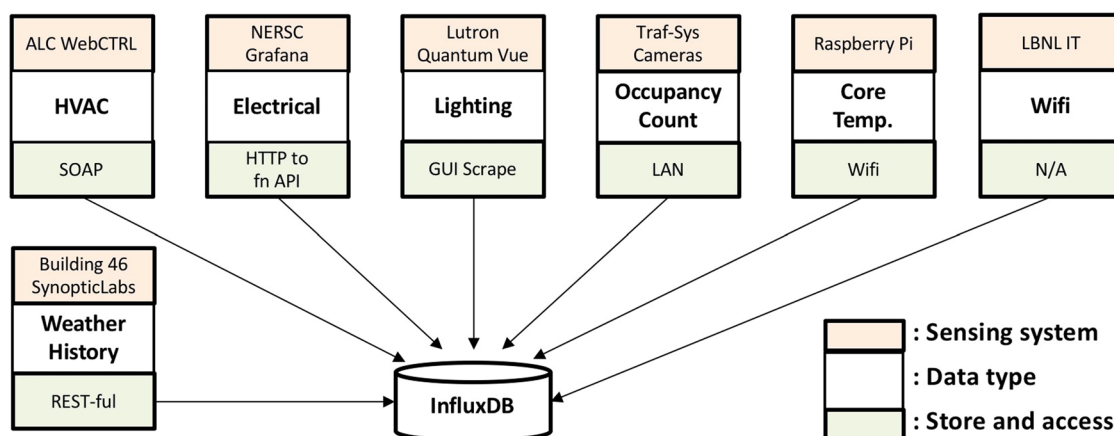 ALC WebCTRL
HVAC
SOAP
NERSC
Grafana
Electrical
HTTP to
fn API
Lutron
Quantum Vue
Lighting
GUI Scrape
Traf-Sys
Cameras
Occupancy
Count
LAN
Raspberry Pi
Core
Temp.
Wifi
LBNL IT
Wifi
N/A
Building 46
SynopticLabs
Weather
History
REST-ful
InfluxDB
: Sensing system
: Data type
: Store and access